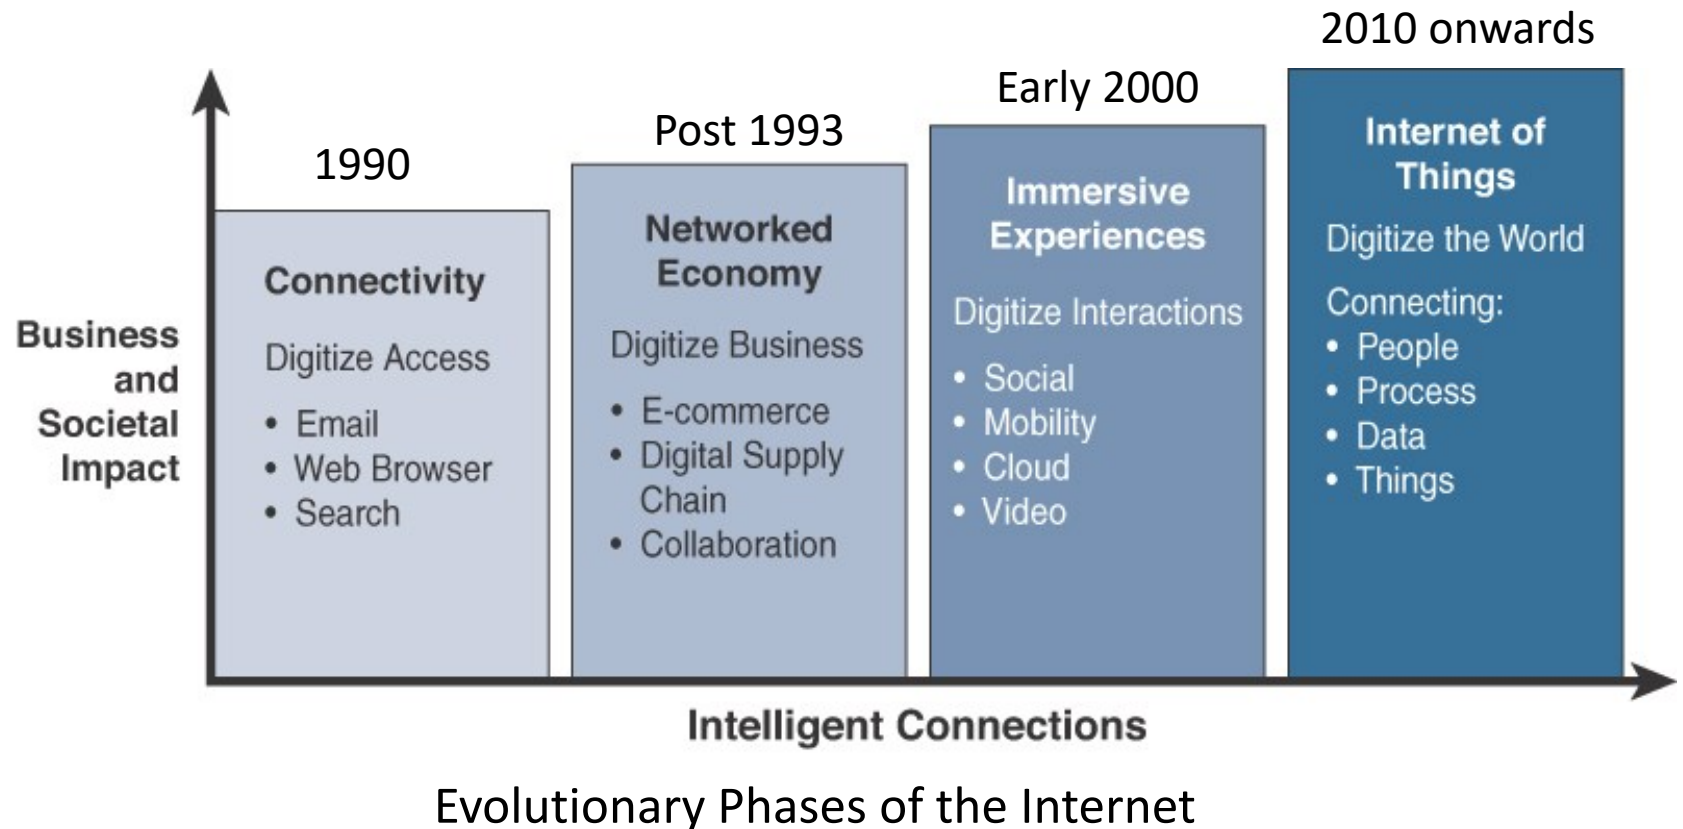 1990
Post 1993
Early 2000
2010 onwards
Business
and
Societal
Impact
Connectivity
Digitize Access
• Email
• Web Browser
• Search
Networked
Economy
Digitize Business
• E-commerce
• Digital Supply
Chain
• Collaboration
Immersive
Experiences
Digitize Interactions
• Social
• Mobility
• Cloud
• Video
Internet of
Things
Digitize the World
Connecting:
• People
• Process
• Data
• Things
Intelligent Connections
Evolutionary Phases of the Internet